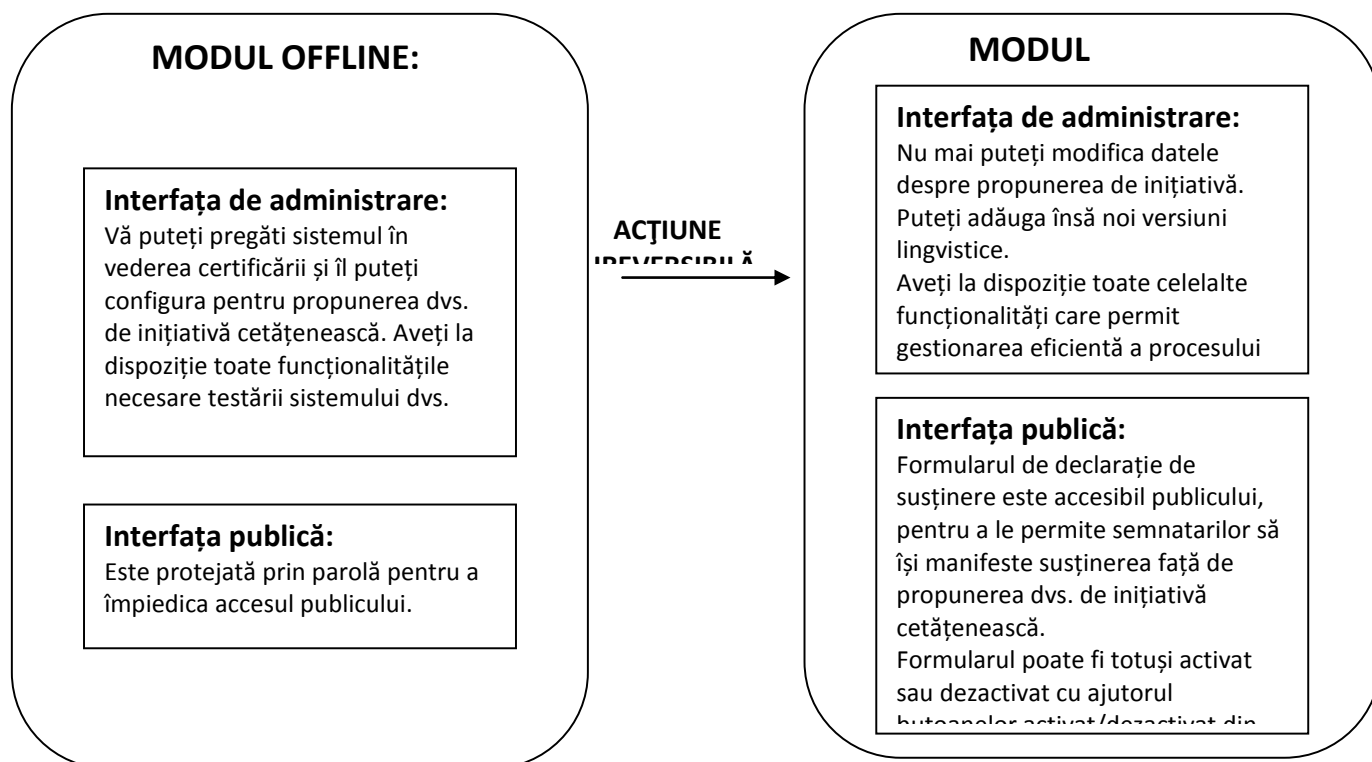 MODUL OFFLINE:
Interfața de administrare:
Vă puteți pregăti sistemul în
vederea certificării și îl puteți
configura pentru propunerea dvs.
de inițiativă cetățenească. Aveți la
dispoziție toate funcționalitățile
necesare testării sistemului dvs.
Interfața publică:
Este protejată prin parolă pentru a
împiedica accesul publicului.
ACŢIUNE
IREVERSIBILĂ
MODUL
Interfața de administrare:
Nu mai puteți modifica datele
despre propunerea de inițiativă.
Puteți adăuga însă noi versiuni
lingvistice.
Aveți la dispoziție toate celelalte
funcționalități care permit
gestionarea eficientă a procesului
Interfața publică:
Formularul de declarație de
susținere este accesibil publicului,
pentru a le permite semnatarilor să
își manifeste susținerea față de
propunerea dvs. de inițiativă
cetățenească.
Formularul poate fi totuși activat
sau dezactivat cu ajutorul
butoanelor activat/dezactivat din